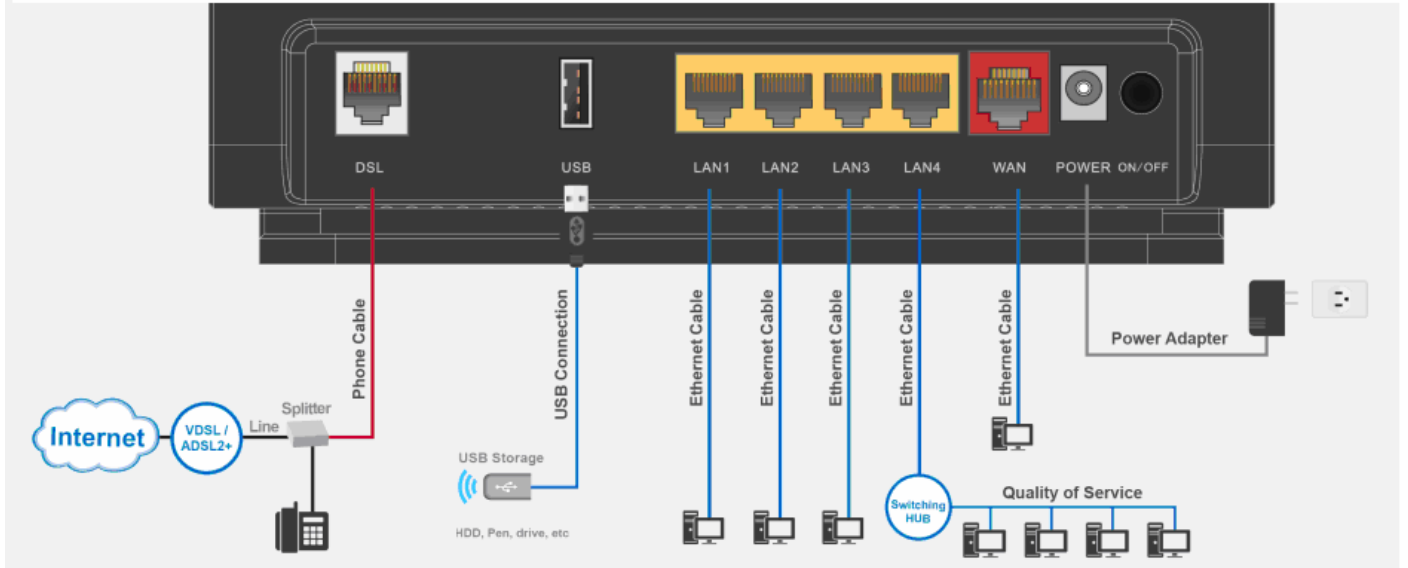 DSL
USB
LAN1
LAN2
LAN3
LAN4
WAN
POWER
ON/OFF
Phone Cable
USB Connection
Ethernet Cable
Ethernet Cable
Ethernet Cable
Ethernet Cable
Ethernet Cable
Power Adapter
Internet
VDSL /
ADSL2+
Line
Splitter
USB Storage
HDD, Pen, drive, etc
Switching
HUB
Quality of Service